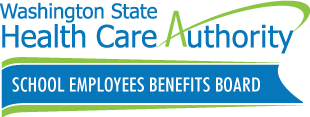 Washington State
Health Care Authority
SCHOOL EMPLOYEES BENEFITS BOARD